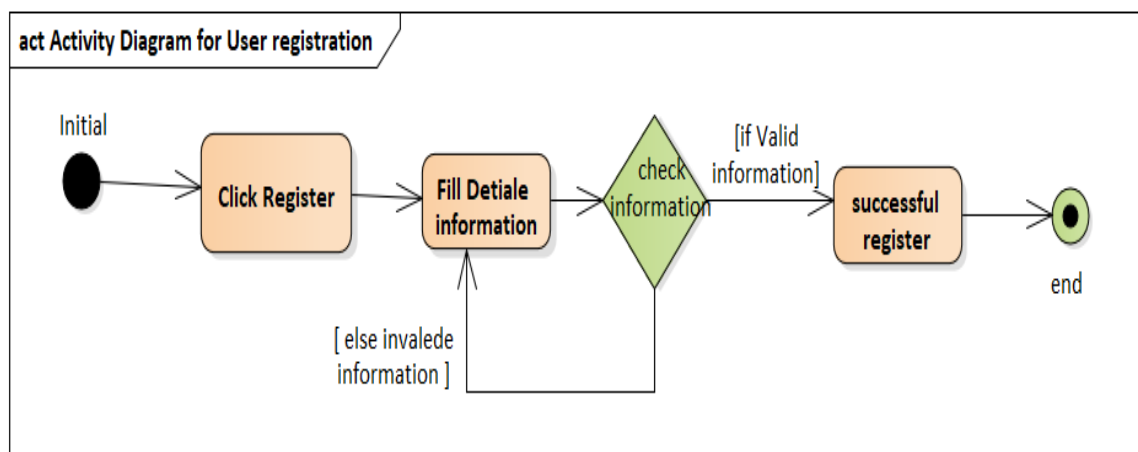 act Activity Diagram for User registration
Initial
Click Register
Fill Detiale
information
check
information
[if Valid
information]
successful
register
end
[ else invalede
information ]